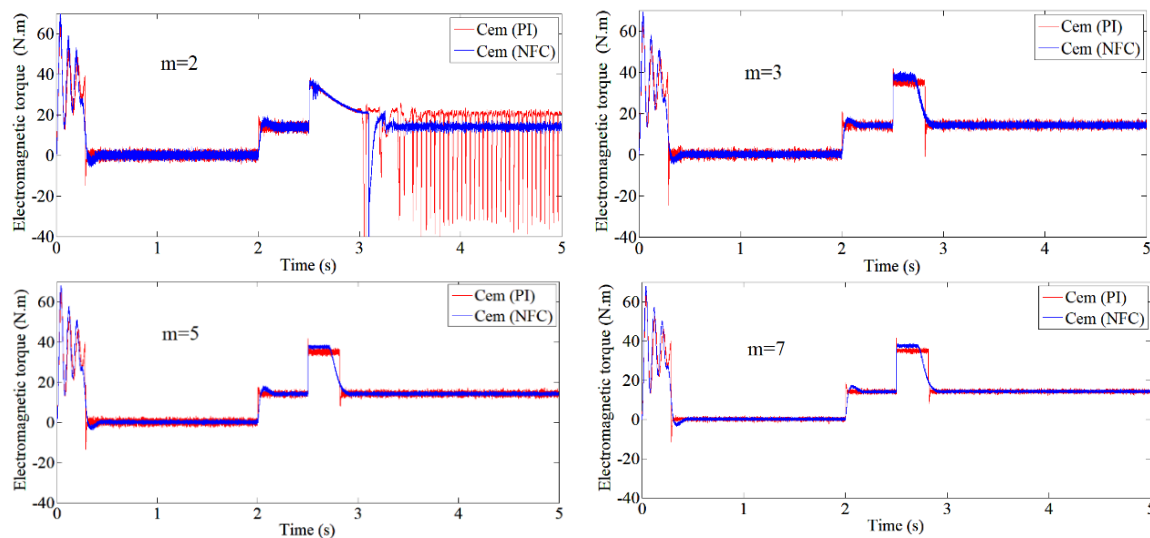 Electromagnetic torque (N.m)
60
40
20
0
-20
-40
m=2
Cem (PI)
Cem (NFC)
0 1 2 3 4 5
Time (s)
Electromagnetic torque (N.m)
60
40
20
0
-20
-40
m=3
Cem (PI)
Cem (NFC)
0 1 2 3 4 5
Time (s)
Electromagnetic torque (N.m)
60
40
20
0
-20
-40
m=5
Cem (PI)
Cem (NFC)
0 1 2 3 4 5
Time (s)
Electromagnetic torque (N.m)
60
40
20
0
-20
-40
m=7
Cem (PI)
Cem (NFC)
0 1 2 3 4 5
Time (s)